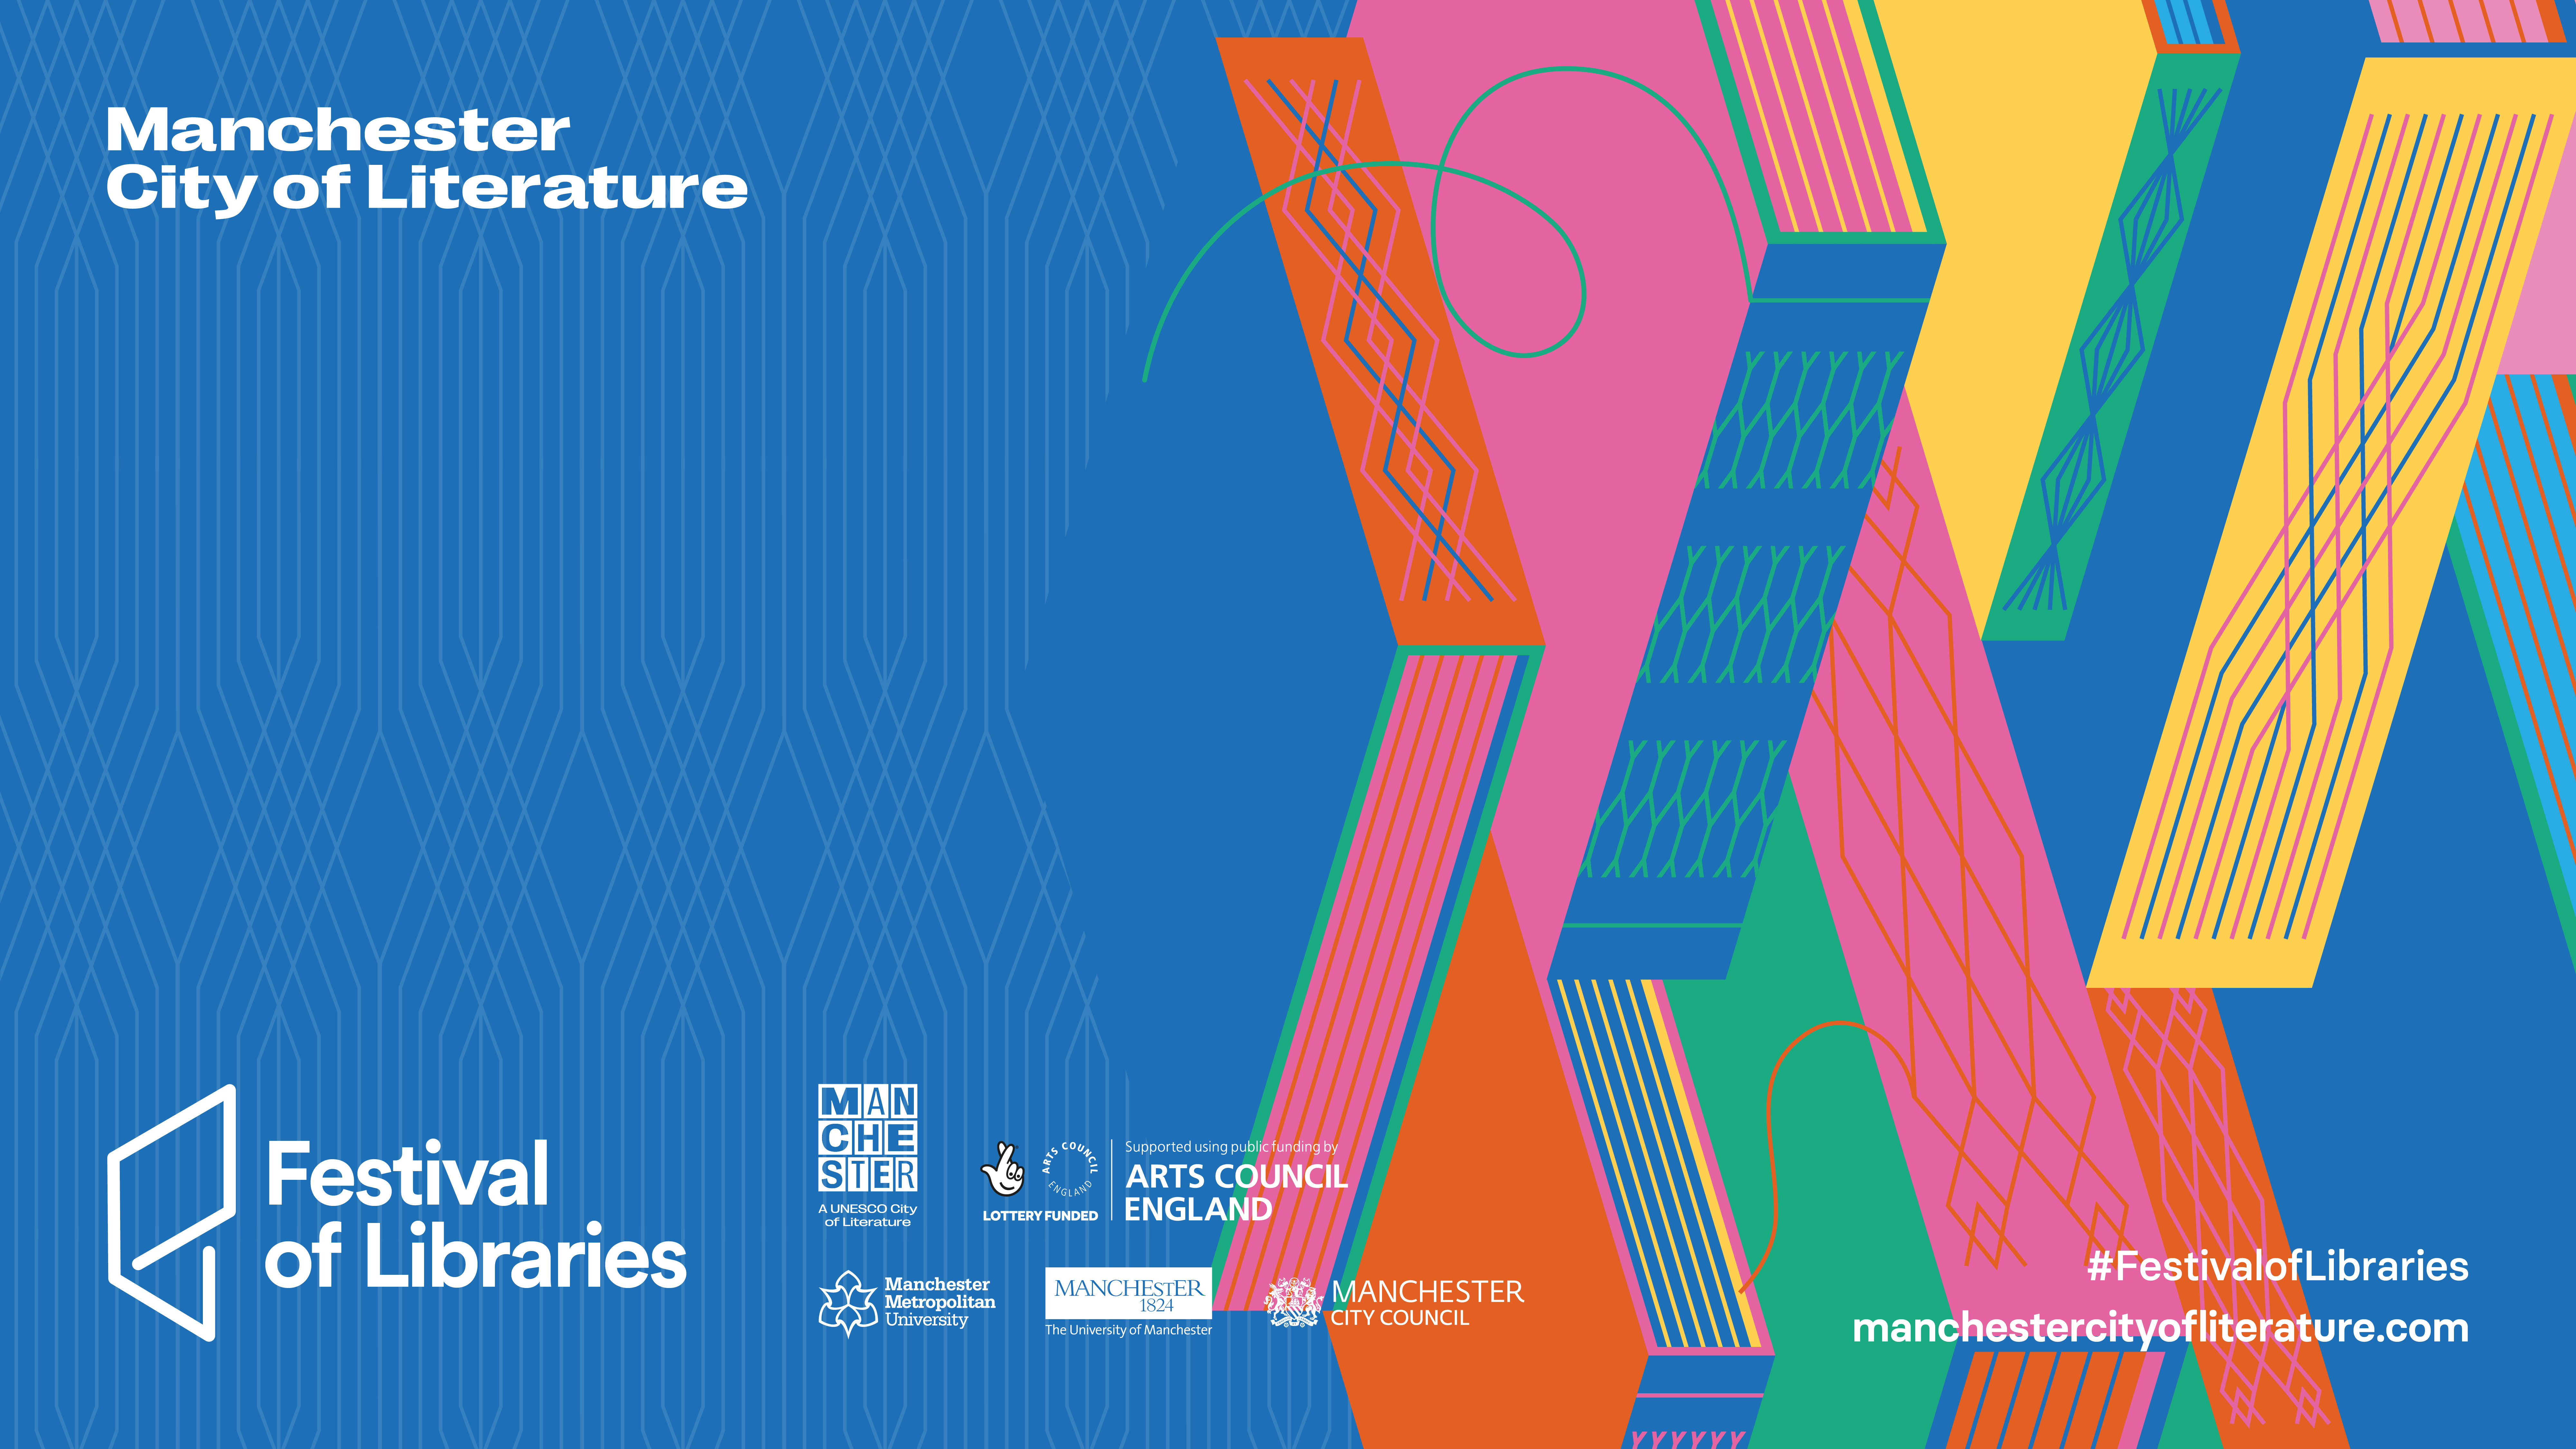 Manchester
City of Literature
Festival
of Libraries
MAN
CHE
STER
A UNESCO City
of Literature
ARTS COUNCIL
ENGLAND
LOTTERY FUNDED
Supported using public funding by
ARTS COUNCIL
ENGLAND
Manchester
Metropolitan
University
MANCHESTER
1824
The University of Manchester
MANCHESTER
CITY COUNCIL
#FestivalofLibraries
manchestercityofliterature.com